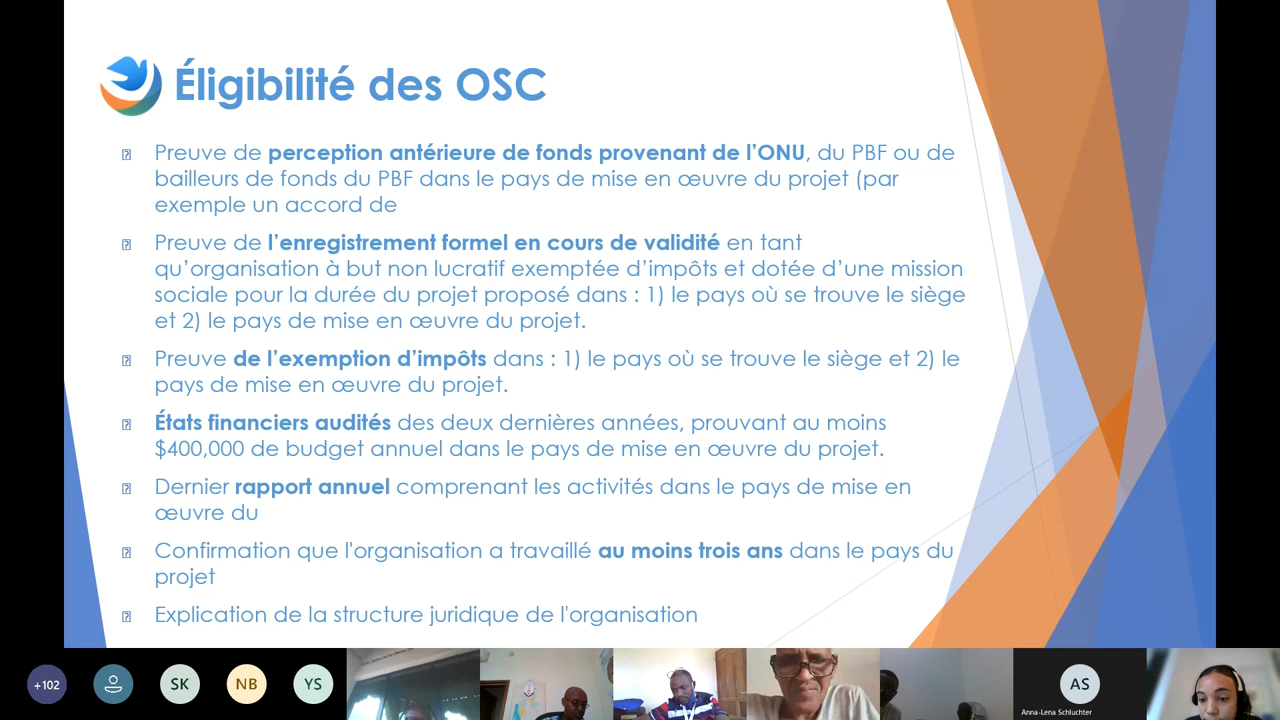 Éligibilité des OSC
Preuve de perception antérieure de fonds provenant de l’ONU, du PBF ou de
bailleurs de fonds du PBF dans le pays de mise en œuvre du projet (par
exemple un accord de
Preuve de l’enregistrement formel en cours de validité en tant
qu’organisation à but non lucratif exemptée d’impôts et dotée d’une mission
sociale pour la durée du projet proposé dans : 1) le pays où se trouve le siège
et 2) le pays de mise en œuvre du projet.
Preuve de l’exemption d’impôts dans : 1) le pays où se trouve le siège et 2) le
pays de mise en œuvre du projet.
États financiers audités des deux dernières années, prouvant au moins
$400,000 de budget annuel dans le pays de mise en œuvre du projet.
Dernier rapport annuel comprenant les activités dans le pays de mise en
œuvre du
Confirmation que l'organisation a travaillé au moins trois ans dans le pays du
projet
Explication de la structure juridique de l'organisation
+102
SK
NB
YS
AS
Anna-Lena Schluchter